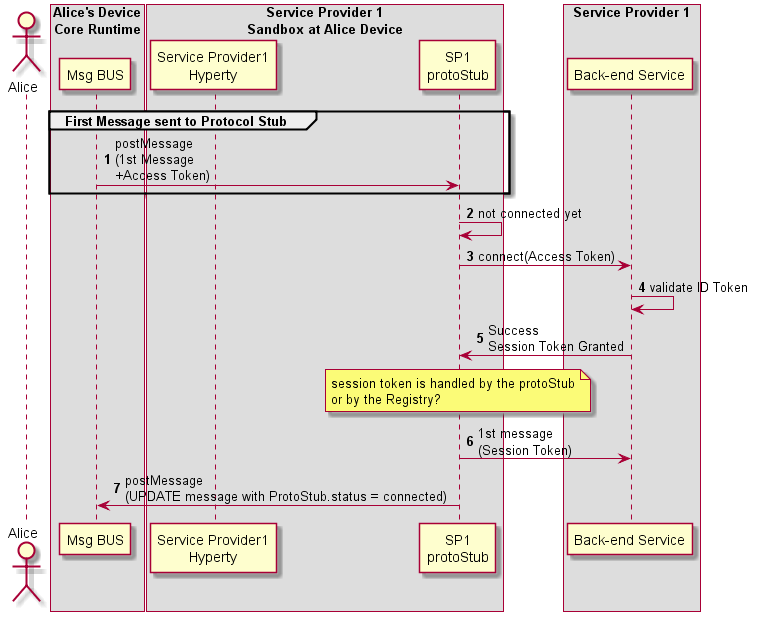 Alice's Device
Core Runtime
Service Provider 1
Sandbox at Alice Device
Service Provider 1
Alice
Msg BUS
Service Provider1
Hyperty
SP1
protoStub
Back-end Service
First Message sent to Protocol Stub
1 postMessage
(1st Message
+Access Token)
2 not connected yet
3 connect(Access Token)
4 validate ID Token
5 Success
Session Token Granted
session token is handled by the protoStub
or by the Registry?
6 1st message
(Session Token)
7 postMessage
(UPDATE message with ProtoStub.status = connected)
Alice
Msg BUS
Service Provider1
Hyperty
SP1
protoStub
Back-end Service